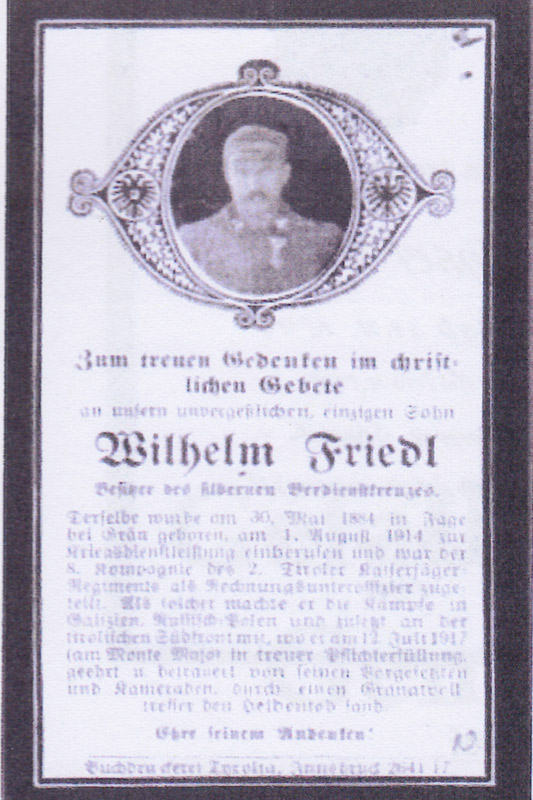 Zum treuen Gedenken im christ-
lichen Gebete
an unsern unvergeßlichen, einzigen Sohn
Wilhelm Friedl
Besitzer des silbernen Verdienstkreuzes.
Derselbe wurde am 30. Mai 1884 in
bei Grän geboren, am 1. August 1914 zur
Kriegsdienstleistung einberufen und war der
8. Kompagnie des 2. Tiroler Kaiserjäger-
Regiments als Rechnungsunteroffizier zuge-
teilt. Als solcher machte er die Kämpfe in
Galizien, Russisch-Polen und zuletzt an der
tirolischen Südfront mit, wo er am 12. Juli 1917
(am Monte Majo) in treuer Pflichterfüllung,
geehrt u. betrauert von seinen Vorgesetzten
und Kameraden, durch einen Granatvoll-
treffer den Heldentod fand.
Ehre seinem Andenken!
Buchdruckerei Tyrolia, Innsbruck 2641 17